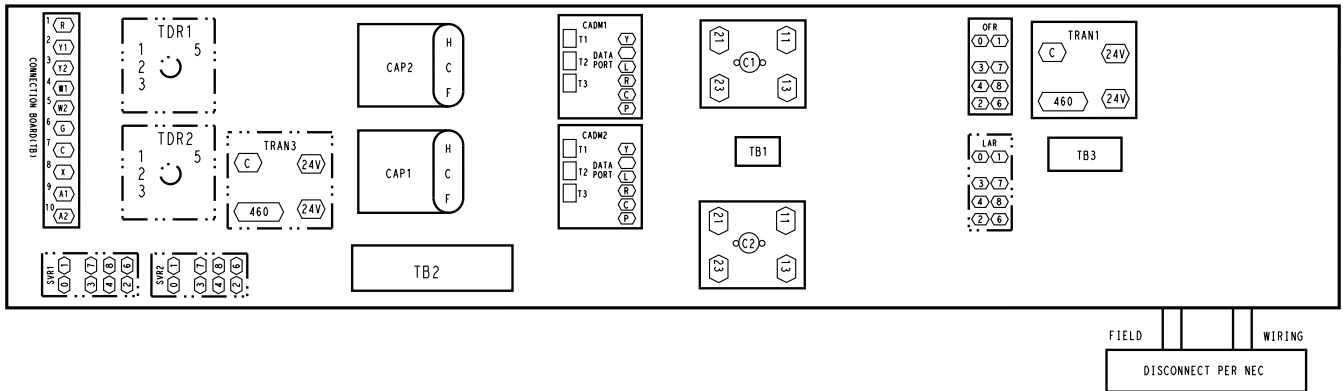 CONNECTION BOARD(TB)
1 R
2 Y1
3 Y2
4 W1
5 W2
6 G
7 C
8 X
9 A1
10 A2
TDR1
1 5
2
3
TDR2
1 5
2
3
TRAN3
C 24V
460 24V
SVR1
0 1
3 7
4 8
2 6
SVR2
0 1
3 7
4 8
2 6
CAP2
H
C
F
CAP1
H
C
F
TB2
CADM1
T1
T2
T3
DATA
PORT
Y
L
R
C
P
CADM2
T1
T2
T3
DATA
PORT
Y
L
R
C
P
21 11
C1
23 13
TB1
21 11
C2
23 13
OFR
0 1
3 7
4 8
2 6
LAR
0 1
3 7
4 8
2 6
TRAN1
C 24V
460 24V
TB3
FIELD WIRING
DISCONNECT PER NEC